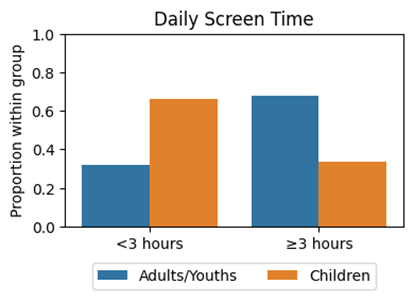 Daily Screen Time
Proportion within group
1.0
0.8
0.6
0.4
0.2
0.0
<3 hours
≥3 hours
Adults/Youths
Children